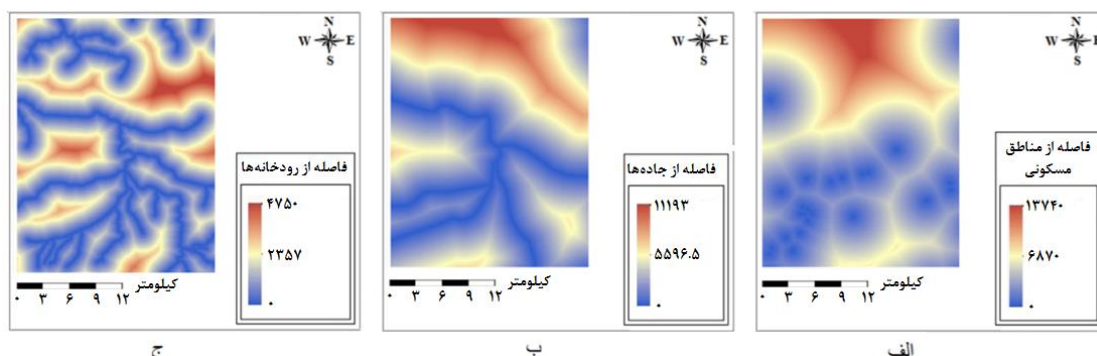 N
W E
S
فاصله از مناطق
مسکونی
۱۳۷۴۰
۶۸۷۰
۰
کیلومتر
۰ ۳ ۶ ۹ ۱۲
الف
N
W E
S
فاصله از جاده‌ها
۱۱۱۹۳
۵۵۹۶.۵
۰
کیلومتر
۰ ۳ ۶ ۹ ۱۲
ب
N
W E
S
فاصله از رودخانه‌ها
۴۷۵۰
۲۳۵۷
۰
کیلومتر
۰ ۳ ۶ ۹ ۱۲
ج